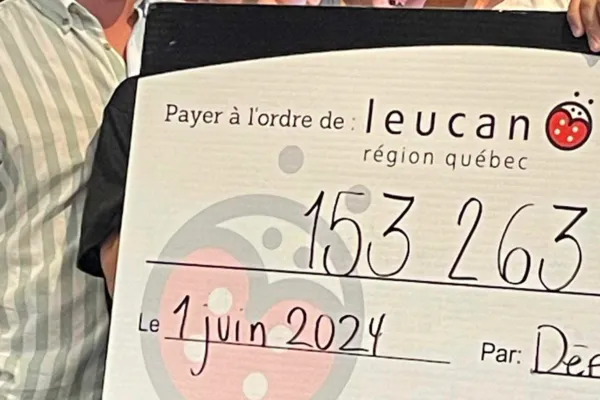 Payer à l'ordre de : leucan
région québec
153 263
Le 1 juin 2024
Par: